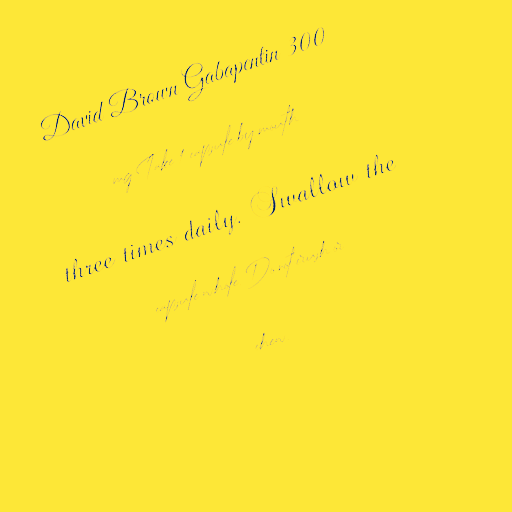 David Brown Gabapentin 300
mg Take 1 capsule by mouth
three times daily. Swallow the
capsule whole. Do not crush or
chew